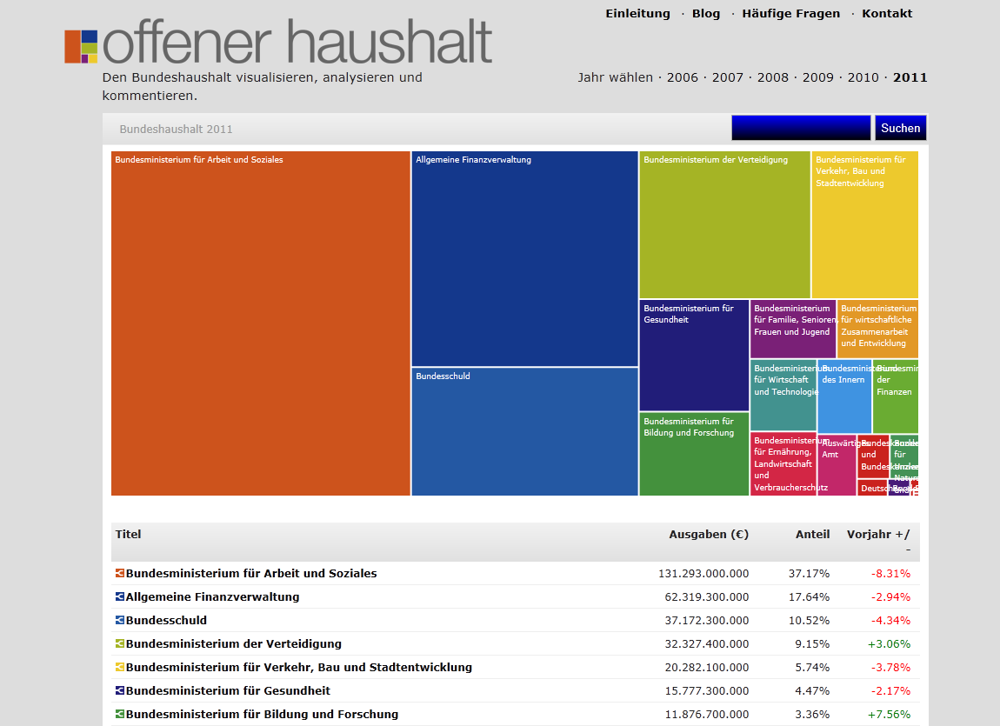 Einleitung · Blog · Häufige Fragen · Kontakt
offener haushalt
Den Bundeshaushalt visualisieren, analysieren und
kommentieren.
Jahr wählen · 2006 · 2007 · 2008 · 2009 · 2010 · 2011
Bundeshaushalt 2011
Suchen
Bundesministerium für Arbeit und Soziales
Allgemeine Finanzverwaltung
Bundesministerium der Verteidigung
Bundesministerium für
Verkehr, Bau und
Stadtentwicklung
Bundesministerium für
Gesundheit
Bundesministerium
für Familie, Senioren,
Frauen und Jugend
Bundesministerium
für wirtschaftliche
Zusammenarbeit
und Entwicklung
Bundesministerium
für Wirtschaft
und Technologie
Bundesministerium
des Innern
der
Finanzen
Bundesschuld
Bundesministerium für
Bildung und Forschung
Bundesministerium
für Ernährung,
Landwirtschaft
und
Verbraucherschutz
Auswärtiges
Amt
und
für
Titel Ausgaben (€) Anteil Vorjahr +/
-
Bundesministerium für Arbeit und Soziales 131.293.000.000 37.17% -8.31%
Allgemeine Finanzverwaltung 62.319.300.000 17.64% -2.94%
Bundesschuld 37.172.300.000 10.52% -4.34%
Bundesministerium der Verteidigung 32.327.400.000 9.15% +3.06%
Bundesministerium für Verkehr, Bau und Stadtentwicklung 20.282.100.000 5.74% -3.78%
Bundesministerium für Gesundheit 15.777.300.000 4.47% -2.17%
Bundesministerium für Bildung und Forschung 11.876.700.000 3.36% +7.56%